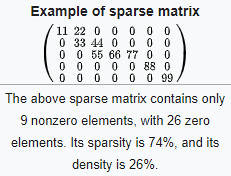 Example of sparse matrix
11 22 0 0 0 0 0
0 33 44 0 0 0 0
0 0 55 66 77 0 0
0 0 0 0 0 88 0
0 0 0 0 0 0 99
The above sparse matrix contains only
9 nonzero elements, with 26 zero
elements. Its sparsity is 74%, and its
density is 26%.